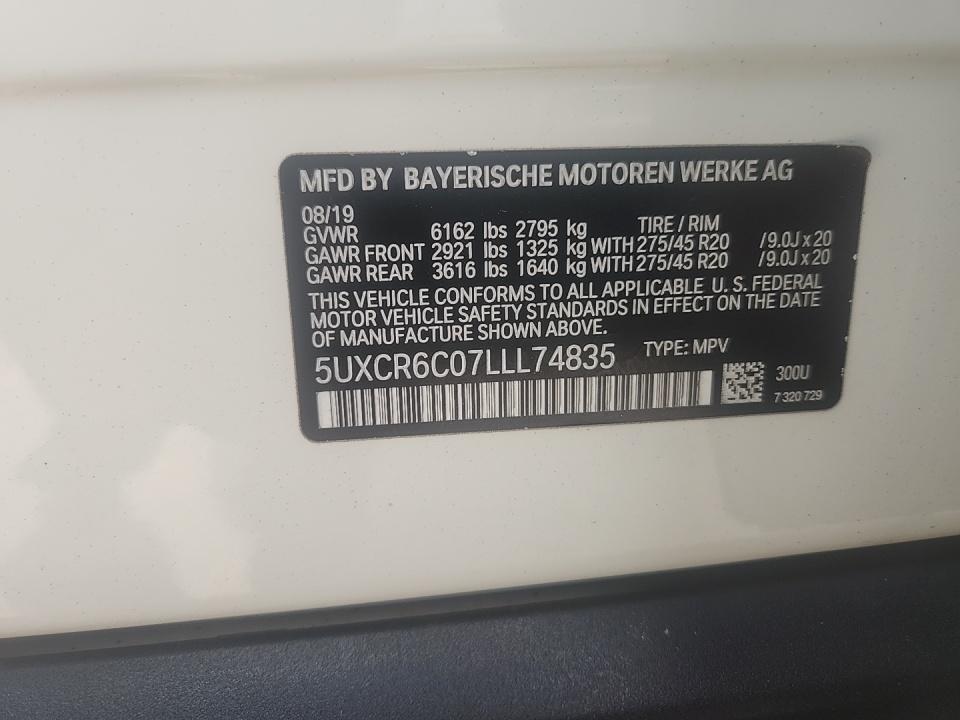 MFD BY BAYERISCHE MOTOREN WERKE AG
08/19
GVWR 6162 lbs 2795 kg TIRE / RIM
GAWR FRONT 2921 lbs 1325 kg WITH 275/45 R20 /9.0J x 20
GAWR REAR 3616 lbs 1640 kg WITH 275/45 R20 /9.0J x 20
THIS VEHICLE CONFORMS TO ALL APPLICABLE U. S. FEDERAL
MOTOR VEHICLE SAFETY STANDARDS IN EFFECT ON THE DATE
OF MANUFACTURE SHOWN ABOVE.
5UXCR6C07LLL74835 TYPE: MPV
300U
7 320 729